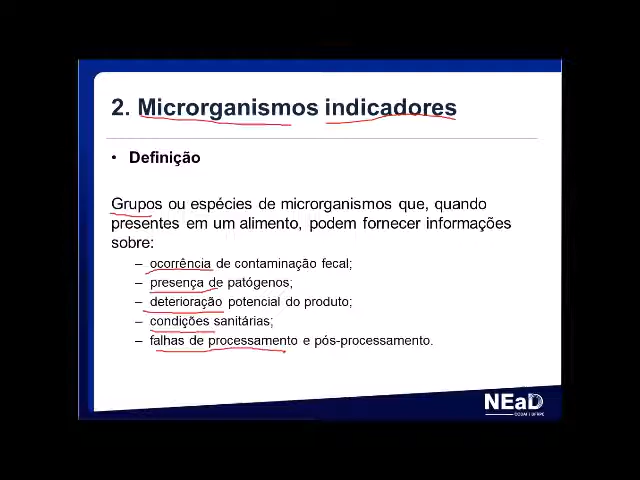 2. Microrganismos indicadores
• Definição
Grupos ou espécies de microrganismos que, quando
presentes em um alimento, podem fornecer informações
sobre:
– ocorrência de contaminação fecal;
– presença de patógenos;
– deterioração potencial do produto;
– condições sanitárias;
– falhas de processamento e pós-processamento.
NEaD